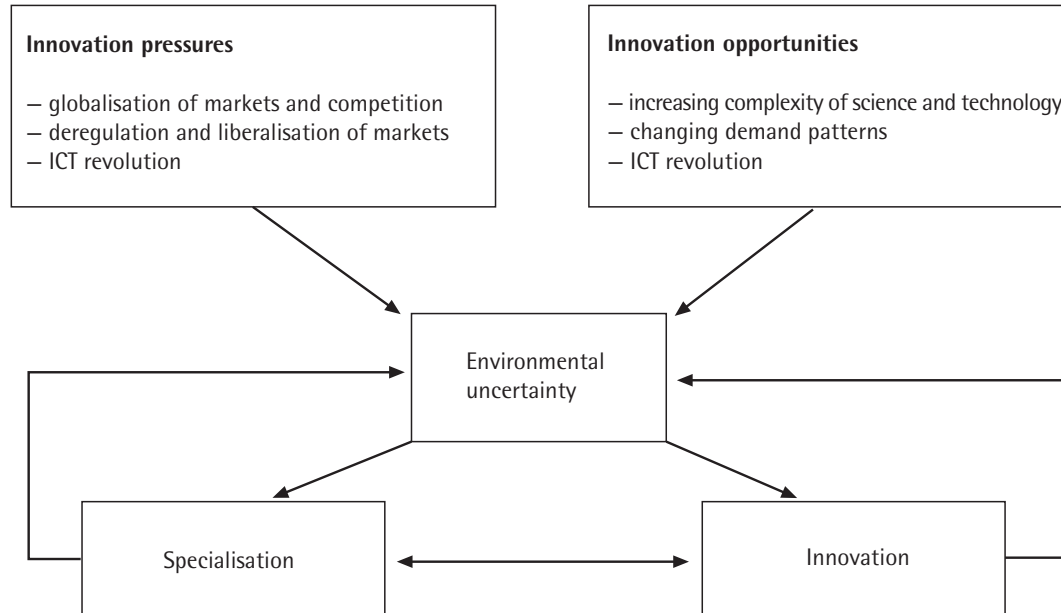 Innovation pressures
– globalisation of markets and competition
– deregulation and liberalisation of markets
– ICT revolution
Innovation opportunities
– increasing complexity of science and technology
– changing demand patterns
– ICT revolution
Environmental
uncertainty
Specialisation
Innovation